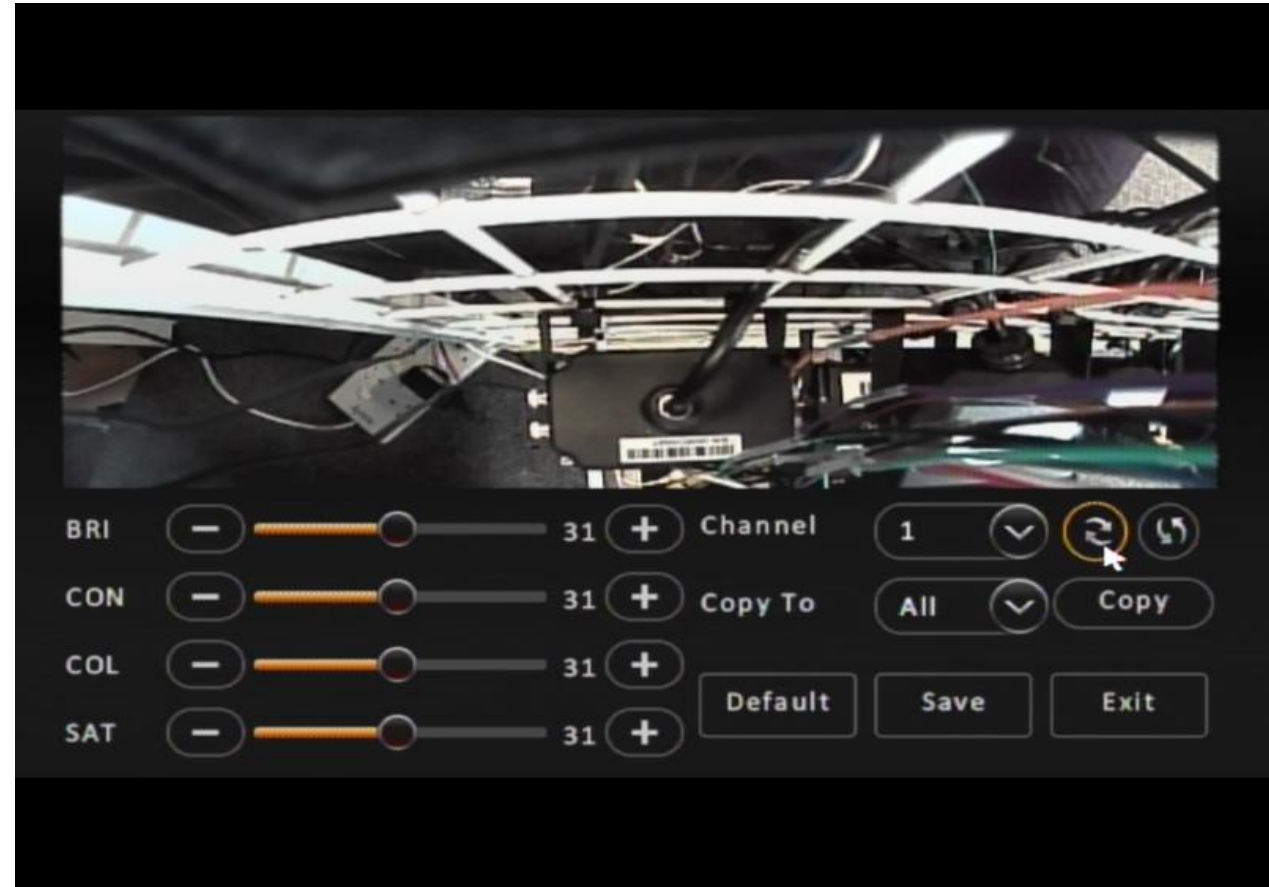 BRI 31 Channel 1
CON 31 Copy To All Copy
COL 31
Default Save Exit
SAT 31